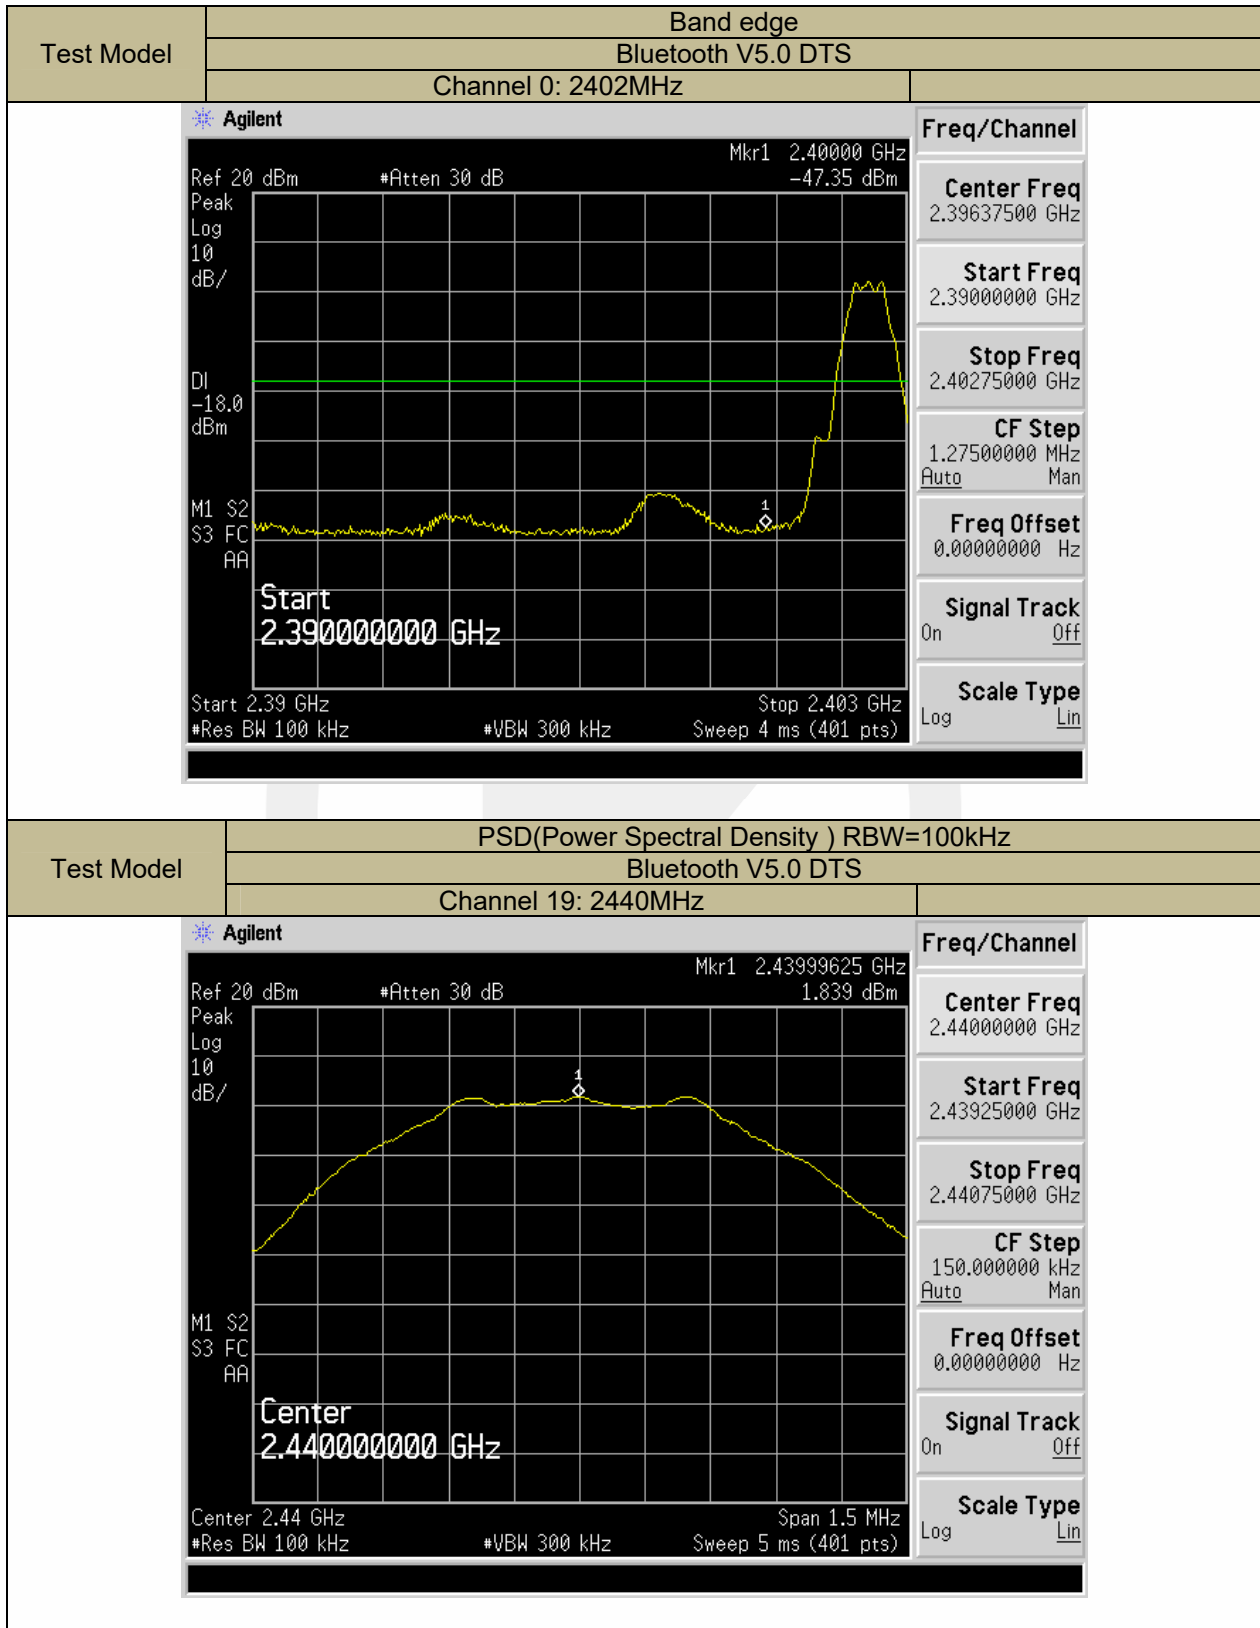 Test Model
Band edge
Bluetooth V5.0 DTS
Channel 0: 2402MHz
Agilent
Freq/Channel
Mkr1 2.40000 GHz
Ref 20 dBm #Atten 30 dB -47.35 dBm
Peak
Log
10
dB/
DI
-18.0
dBm
M1 S2
S3 FC
AA
1
Start
2.390000000 GHz
Start 2.39 GHz Stop 2.403 GHz
#Res BW 100 kHz #VBW 300 kHz Sweep 4 ms (401 pts)
Center Freq
2.39637500 GHz
Start Freq
2.39000000 GHz
Stop Freq
2.40275000 GHz
CF Step
1.27500000 MHz
Auto Man
Freq Offset
0.00000000 Hz
Signal Track
On Off
Scale Type
Log Lin
Test Model
PSD(Power Spectral Density ) RBW=100kHz
Bluetooth V5.0 DTS
Channel 19: 2440MHz
Agilent
Freq/Channel
Mkr1 2.43999625 GHz
Ref 20 dBm #Atten 30 dB 1.839 dBm
Peak
Log
10
dB/
M1 S2
S3 FC
AA
1
Center
2.440000000 GHz
Center 2.44 GHz Span 1.5 MHz
#Res BW 100 kHz #VBW 300 kHz Sweep 5 ms (401 pts)
Center Freq
2.44000000 GHz
Start Freq
2.43925000 GHz
Stop Freq
2.44075000 GHz
CF Step
150.000000 kHz
Auto Man
Freq Offset
0.00000000 Hz
Signal Track
On Off
Scale Type
Log Lin